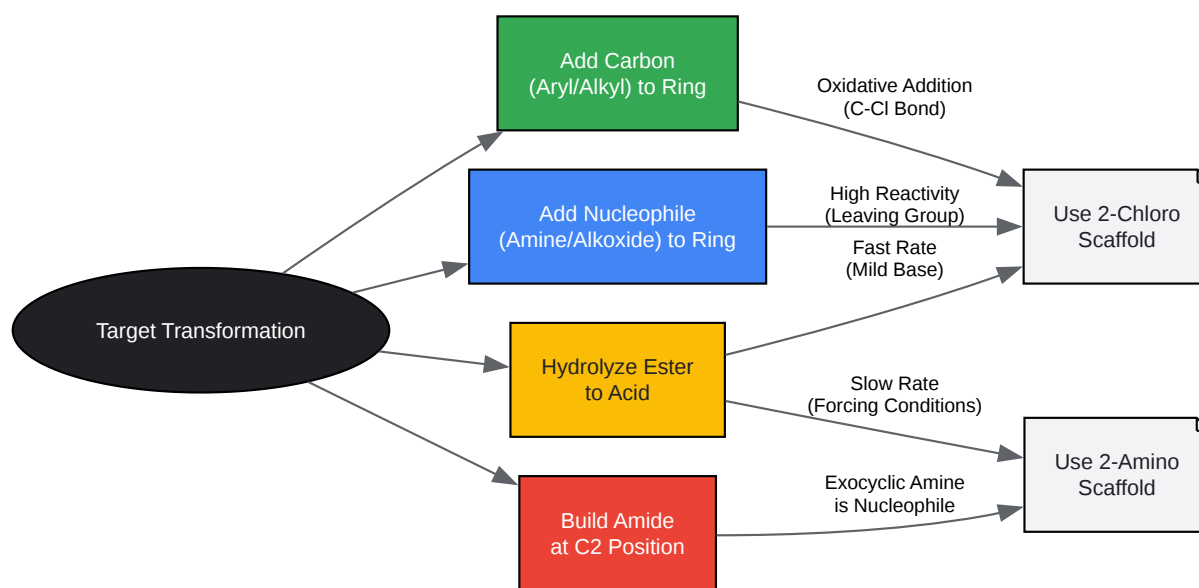 Add Carbon
(Aryl/Alkyl) to Ring
Oxidative Addition
(C-Cl Bond)
Add Nucleophile
(Amine/Alkoxide) to Ring
High Reactivity
(Leaving Group)
Use 2-Chloro
Scaffold
Fast Rate
(Mild Base)
Target Transformation
Hydrolyze Ester
to Acid
Slow Rate
(Forcing Conditions)
Use 2-Amino
Scaffold
Exocyclic Amine
is Nucleophile
Build Amide
at C2 Position